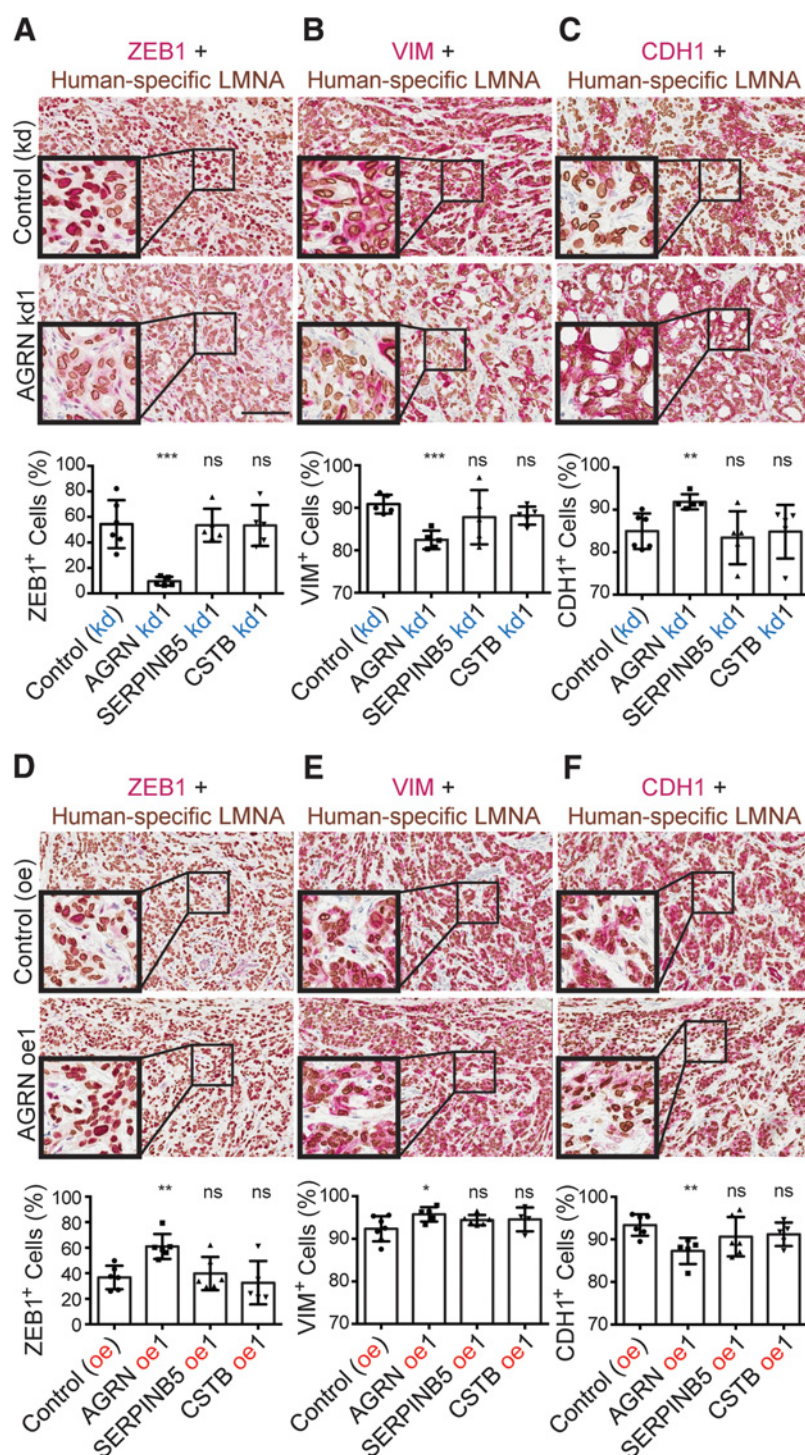 A
ZEB1 +
Human-specific LMNA
B
VIM +
Human-specific LMNA
C
CDH1 +
Human-specific LMNA
Control (kd)
AGRN kd1
ZEB1+ Cells (%)
80
60
40
20
0
***
ns
ns
Control (kd)
AGRN kd1
SERPINB5 kd1
CSTB kd1
VIM+ Cells (%)
100
90
80
70
***
ns
ns
Control (kd)
AGRN kd1
SERPINB5 kd1
CSTB kd1
CDH1+ Cells (%)
100
90
80
70
**
ns
ns
Control (kd)
AGRN kd1
SERPINB5 kd1
CSTB kd1
D
ZEB1 +
Human-specific LMNA
E
VIM +
Human-specific LMNA
F
CDH1 +
Human-specific LMNA
Control (oe)
AGRN oe1
ZEB1+ Cells (%)
100
80
60
40
20
0
**
ns
ns
Control (oe)
AGRN oe1
SERPINB5 oe1
CSTB oe1
VIM+ Cells (%)
100
90
80
70
*
ns
ns
Control (oe)
AGRN oe1
SERPINB5 oe1
CSTB oe1
CDH1+ Cells (%)
100
90
80
70
**
ns
ns
Control (oe)
AGRN oe1
SERPINB5 oe1
CSTB oe1